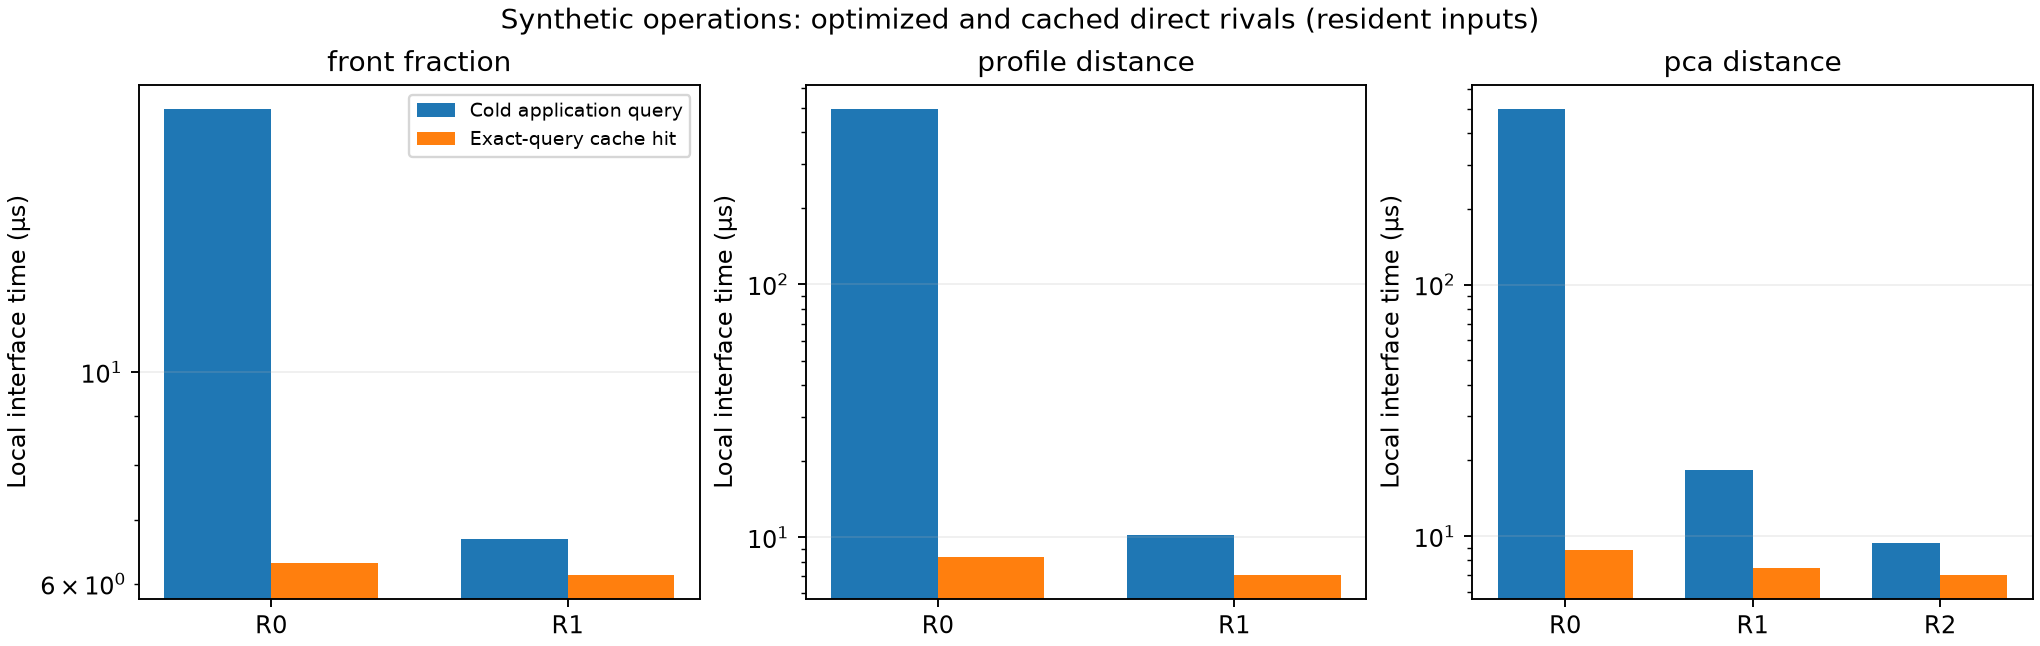 Synthetic operations: optimized and cached direct rivals (resident inputs)
front fraction
Local interface time (µs)
10¹
6 × 10⁰
Cold application query
Exact-query cache hit
R0
R1
profile distance
Local interface time (µs)
10²
10¹
R0
R1
pca distance
Local interface time (µs)
10²
10¹
R0
R1
R2